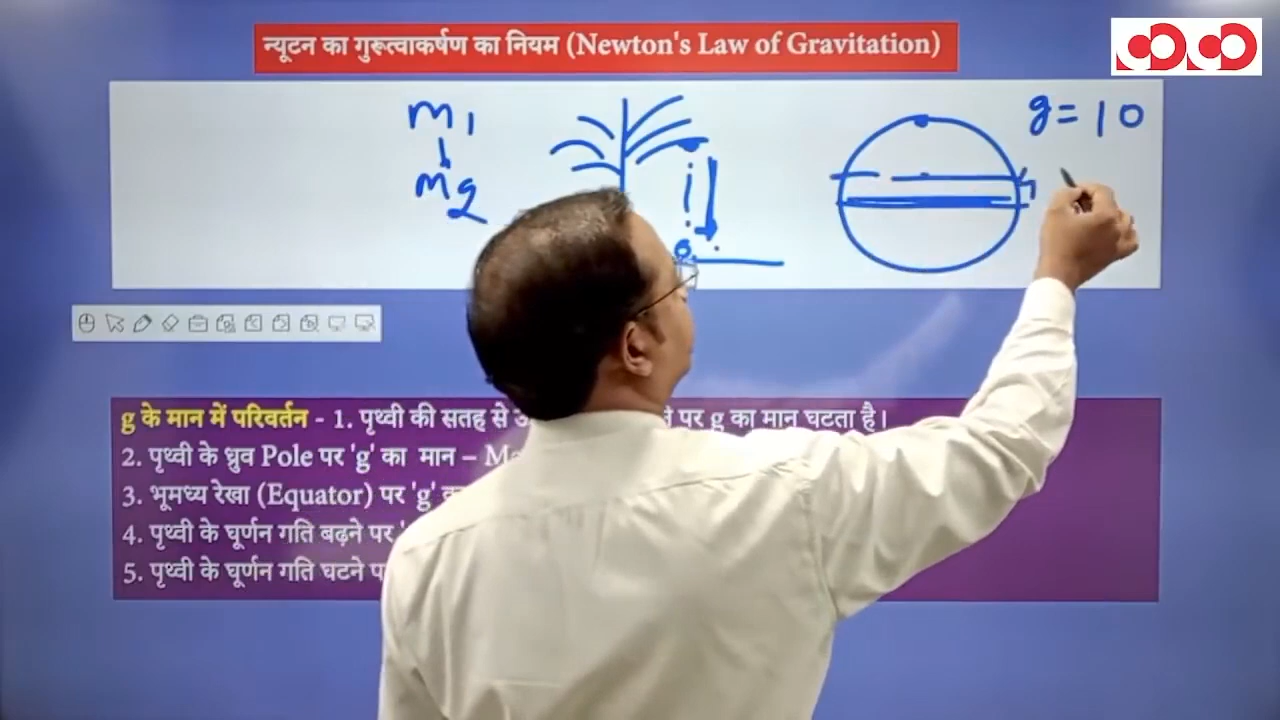 न्यूटन का गुरूत्वाकर्षण का नियम (Newton's Law of Gravitation)
m1
m2
g = 10
g के मान में परिवर्तन - 1. पृथ्वी की सतह से पर g का मान घटता है।
2. पृथ्वी के ध्रुव Pole पर 'g' का मान –
3. भूमध्य रेखा (Equator) पर 'g'
4. पृथ्वी के घूर्णन गति बढ़ने पर
5. पृथ्वी के घूर्णन गति घटने